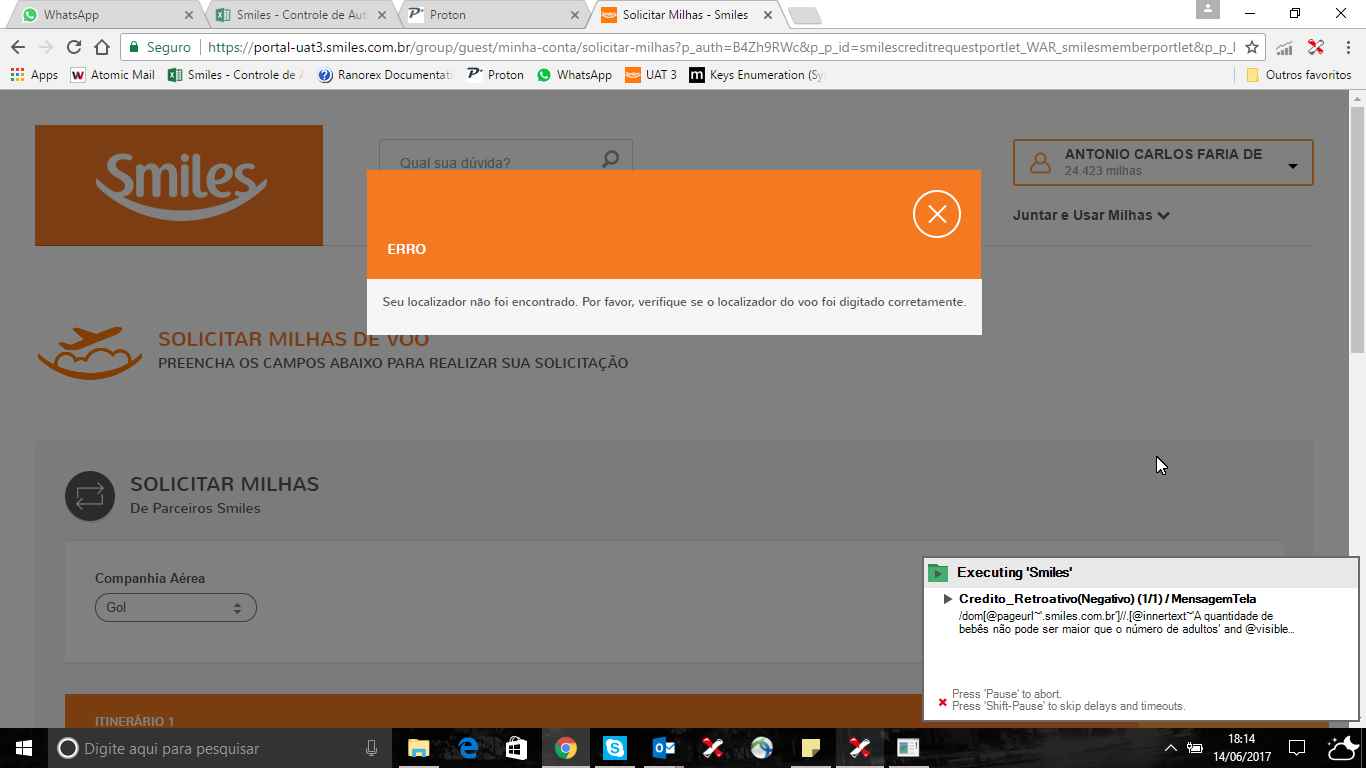 WhatsApp
Smiles - Controle de Aut
Proton
Solicitar Milhas - Smiles
Seguro
https://portal-uat3.smiles.com.br/group/guest/minha-conta/solicitar-milhas?p_auth=B4Zh9RWc&p_p_id=smilescreditrequestportlet_WAR_smilesmemberportlet&p_p_l
Apps
Atomic Mail
Smiles - Controle de A
Ranorex Documentati
Proton
WhatsApp
UAT 3
Keys Enumeration (Sy
Outros favoritos
Smiles
Qual sua dúvida?
ANTONIO CARLOS FARIA DE
24.423 milhas
Juntar e Usar Milhas
ERRO
Seu localizador não foi encontrado. Por favor, verifique se o localizador do voo foi digitado corretamente.
SOLICITAR MILHAS DE VOO
PREENCHA OS CAMPOS ABAIXO PARA REALIZAR SUA SOLICITAÇÃO
SOLICITAR MILHAS
De Parceiros Smiles
Companhia Aérea
Gol
ITINERÁRIO 1
Executing 'Smiles'
Credito_Retroativo(Negativo) (1/1) / MensagemTela
/dom[@pageurl~'.smiles.com.br']//.[@innertext~'A quantidade de
bebês não pode ser maior que o número de adultos' and @visible...
Press 'Pause' to abort.
Press 'Shift-Pause' to skip delays and timeouts.
Digite aqui para pesquisar
18:14
14/06/2017